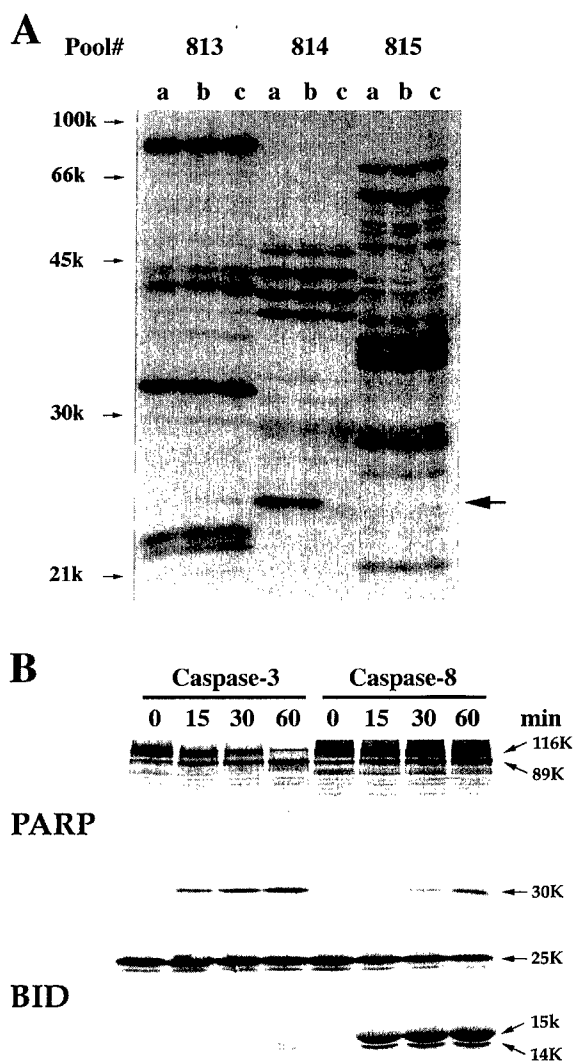 A
Pool# 813 814 815
a b c a b c a b c
100k
66k
45k
30k
21k
B
Caspase-3 Caspase-8
0 15 30 60 0 15 30 60 min
116K
89K
PARP
30K
25K
BID
15k
14K